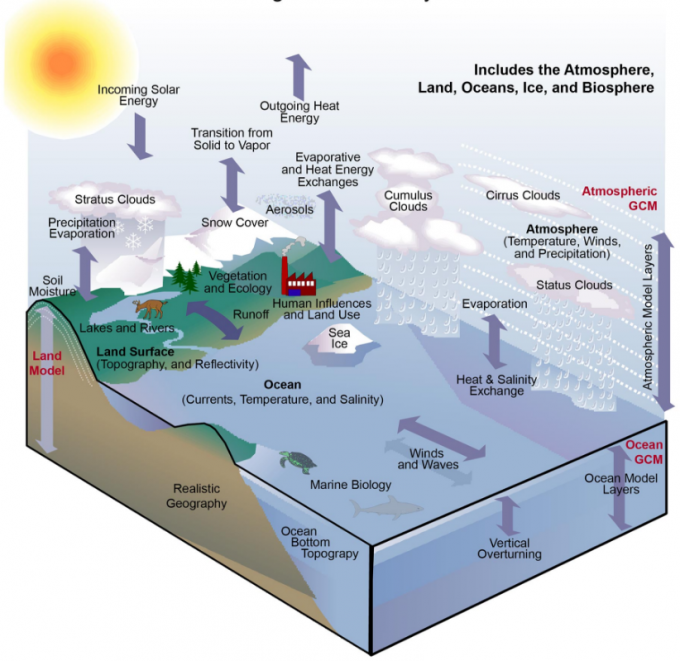 Includes the Atmosphere,
Land, Oceans, Ice, and Biosphere
Incoming Solar
Energy
Outgoing Heat
Energy
Transition from
Solid to Vapor
Evaporative
and Heat Energy
Exchanges
Stratus Clouds
Precipitation
Evaporation
Snow Cover
Aerosols
Cumulus
Clouds
Cirrus Clouds
Atmospheric
GCM
Atmosphere
(Temperature, Winds,
and Precipitation)
Status Clouds
Atmospheric Model Layers
Soil
Moisture
Vegetation
and Ecology
Human Influences
and Land Use
Runoff
Lakes and Rivers
Land
Model
Land Surface
(Topography, and Reflectivity)
Sea
Ice
Evaporation
Heat & Salinity
Exchange
Ocean
(Currents, Temperature, and Salinity)
Winds
and Waves
Ocean
GCM
Ocean Model
Layers
Marine Biology
Realistic
Geography
Ocean
Bottom
Topograpy
Vertical
Overturning